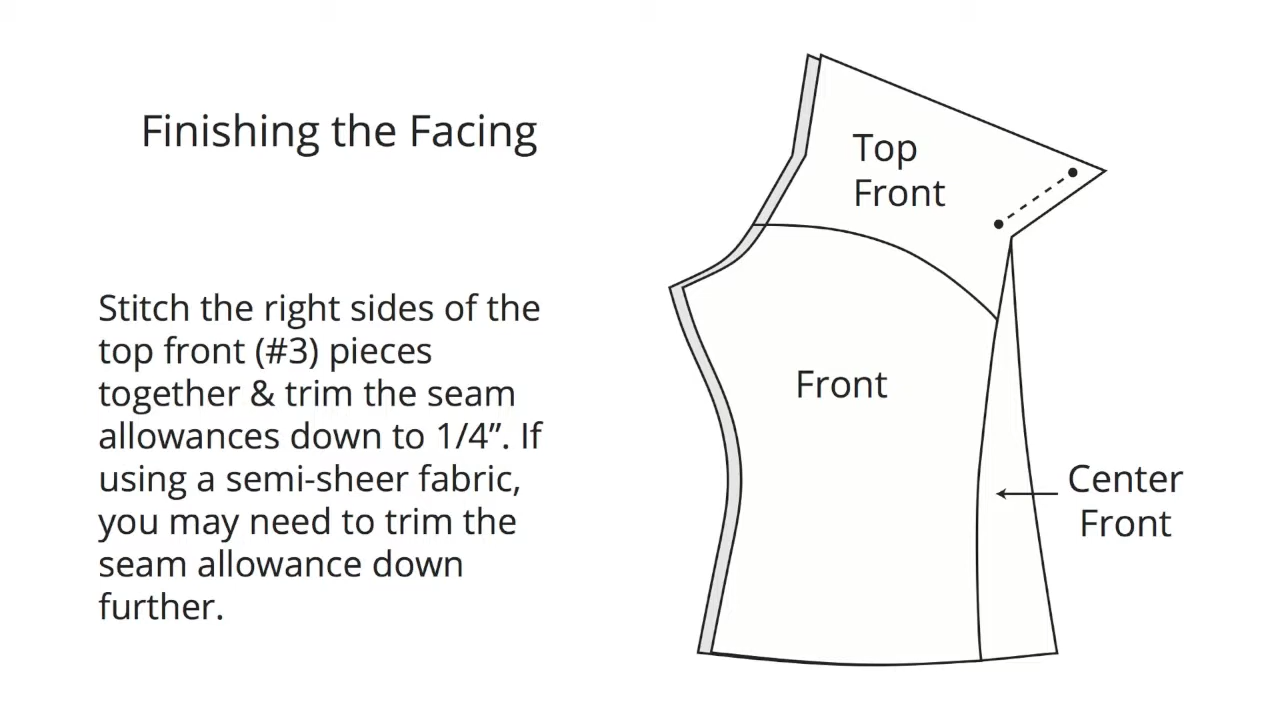 Finishing the Facing
Stitch the right sides of the
top front (#3) pieces
together & trim the seam
allowances down to 1/4”. If
using a semi-sheer fabric,
you may need to trim the
seam allowance down
further.
Top
Front
Front
Center
Front